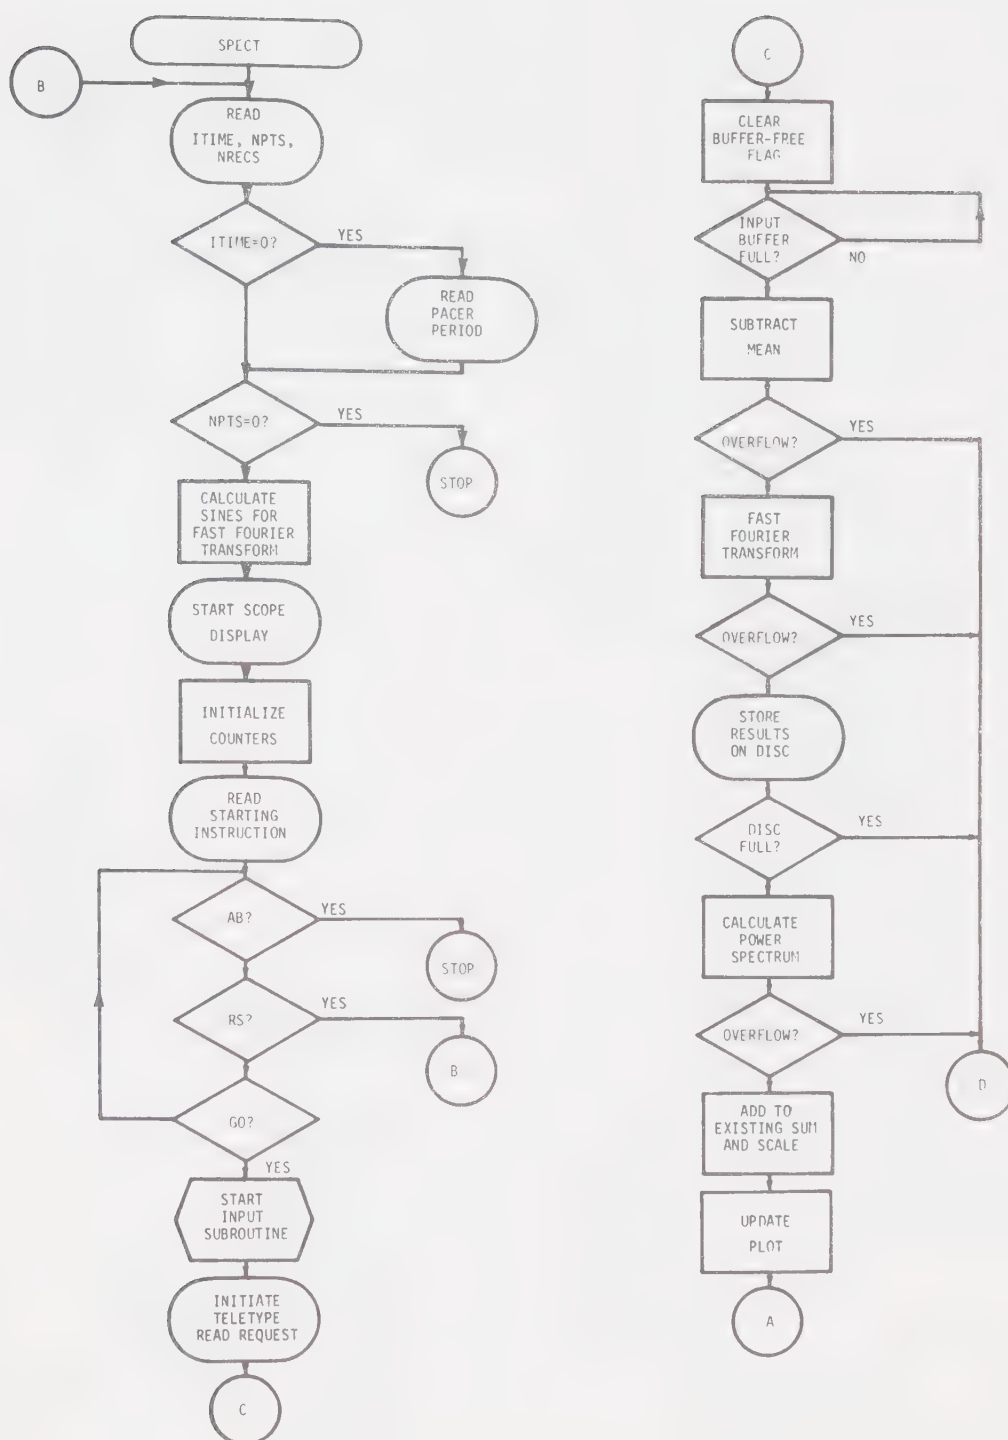 SPECT
B
READ
ITIME, NPTS,
NRECS
ITIME=0?
YES
READ
PACER
PERIOD
NPTS=0?
YES
STOP
CALCULATE
SINES FOR
FAST FOURIER
TRANSFORM
START SCOPE
DISPLAY
INITIALIZE
COUNTERS
READ
STARTING
INSTRUCTION
AB?
YES
STOP
RS?
YES
B
GO?
YES
START
INPUT
SUBROUTINE
INITIATE
TELETYPE
READ REQUEST
C
C
CLEAR
BUFFER-FREE
FLAG
INPUT
BUFFER
FULL?
NO
SUBTRACT
MEAN
OVERFLOW?
YES
FAST
FOURIER
TRANSFORM
OVERFLOW?
YES
STORE
RESULTS
ON DISC
DISC
FULL?
YES
CALCULATE
POWER
SPECTRUM
OVERFLOW?
YES
D
ADD TO
EXISTING SUM
AND SCALE
UPDATE
PLOT
A